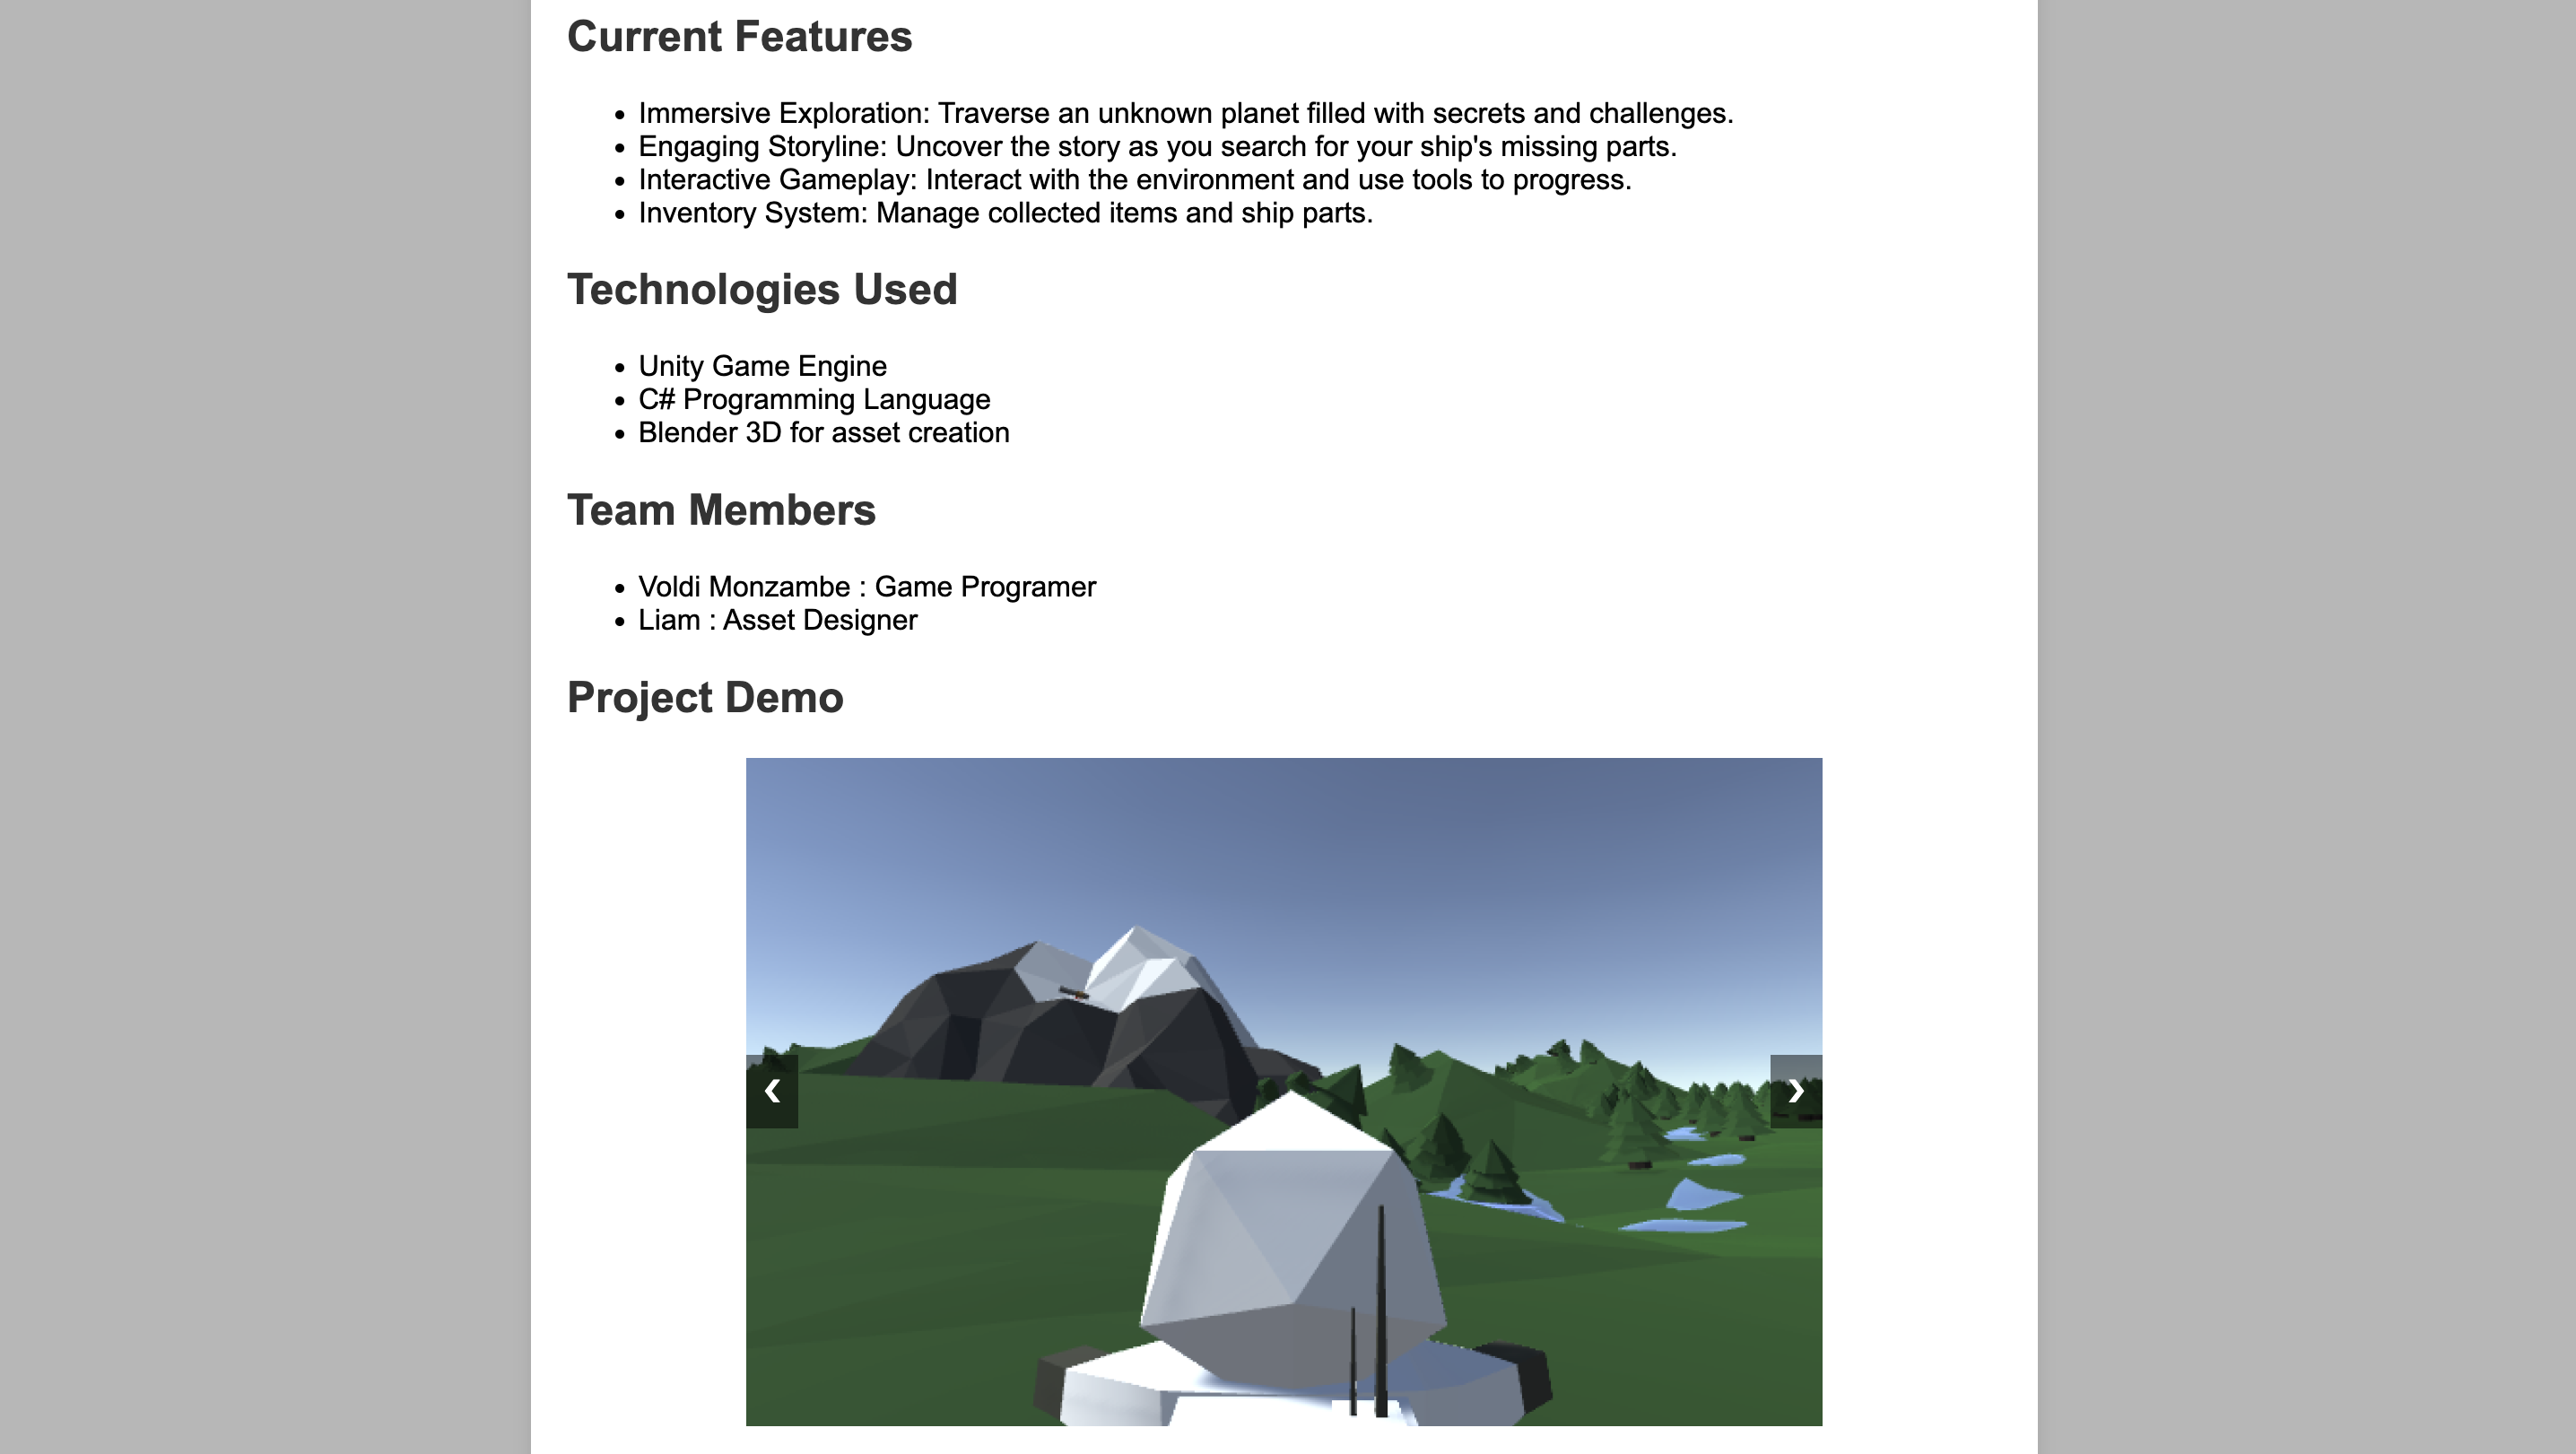 Current Features
Immersive Exploration: Traverse an unknown planet filled with secrets and challenges.
Engaging Storyline: Uncover the story as you search for your ship's missing parts.
Interactive Gameplay: Interact with the environment and use tools to progress.
Inventory System: Manage collected items and ship parts.
Technologies Used
Unity Game Engine
C# Programming Language
Blender 3D for asset creation
Team Members
Voldi Monzambe : Game Programer
Liam : Asset Designer
Project Demo